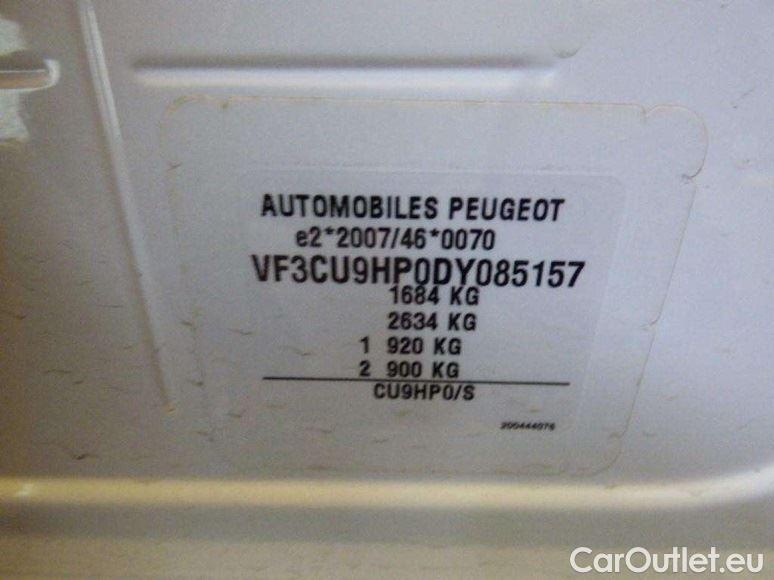 AUTOMOBILES PEUGEOT
e2*2007/46*0070
VF3CU9HP0DY085157
1684 KG
2634 KG
1 920 KG
2 900 KG
CU9HP0/S
200444076
CarOutlet.eu